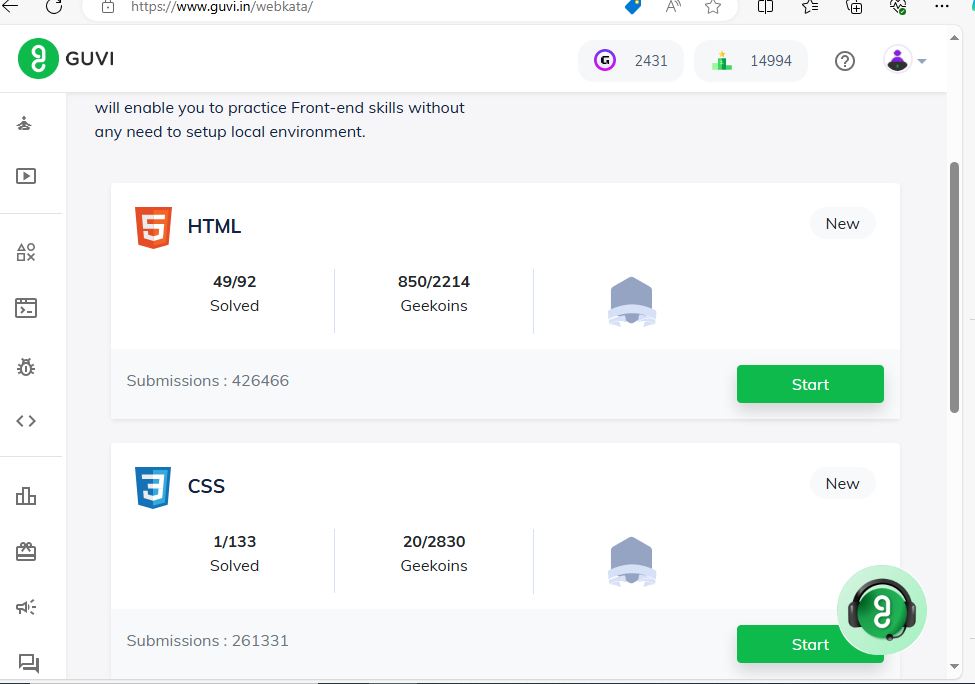 https://www.guvi.in/webkata/
GUVI
2431
14994
will enable you to practice Front-end skills without
any need to setup local environment.
HTML
New
49/92
Solved
850/2214
Geekoins
Submissions : 426466
Start
CSS
New
1/133
Solved
20/2830
Geekoins
Submissions : 261331
Start